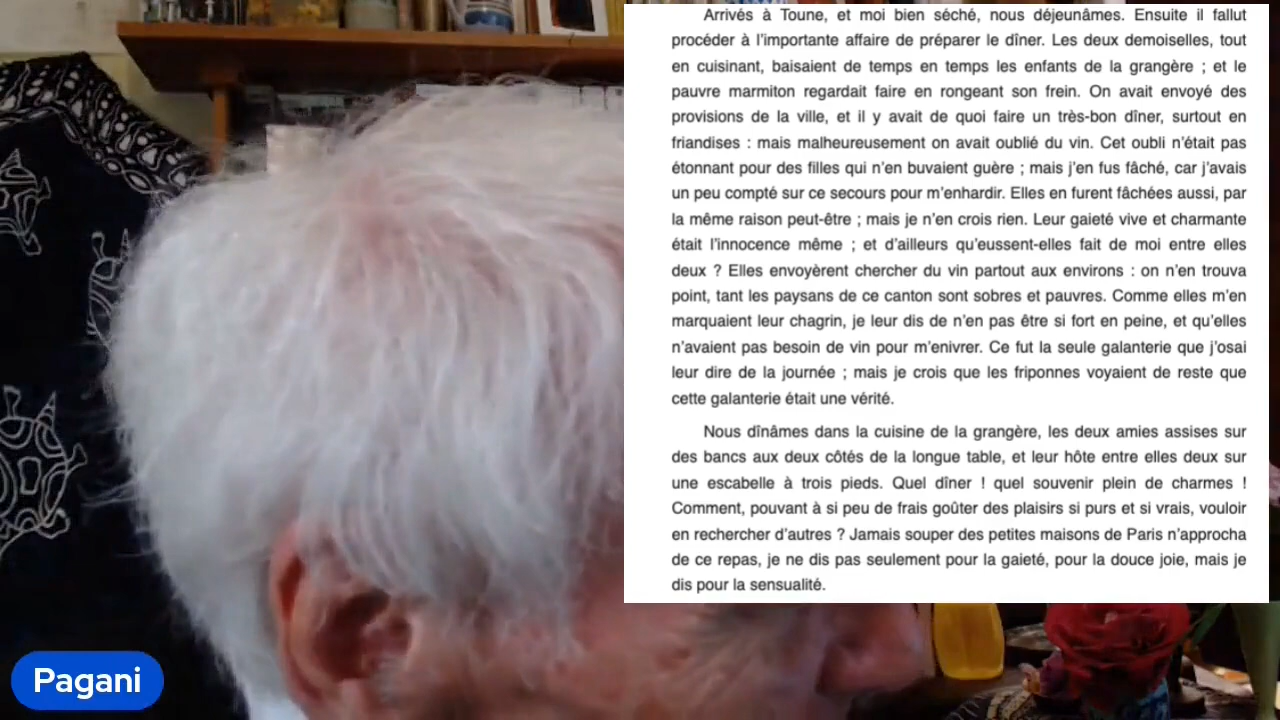 Arrivés à Toune, et moi bien séché, nous déjeunâmes. Ensuite il fallut
procéder à l'importante affaire de préparer le dîner. Les deux demoiselles, tout
en cuisinant, baisaient de temps en temps les enfants de la grangère ; et le
pauvre marmiton regardait faire en rongeant son frein. On avait envoyé des
provisions de la ville, et il y avait de quoi faire un très-bon dîner, surtout en
friandises : mais malheureusement on avait oublié du vin. Cet oubli n'était pas
étonnant pour des filles qui n'en buvaient guère ; mais j'en fus fâché, car j'avais
un peu compté sur ce secours pour m'enhardir. Elles en furent fâchées aussi, par
la même raison peut-être ; mais je n'en crois rien. Leur gaieté vive et charmante
était l'innocence même ; et d'ailleurs qu'eussent-elles fait de moi entre elles
deux ? Elles envoyèrent chercher du vin partout aux environs : on n'en trouva
point, tant les paysans de ce canton sont sobres et pauvres. Comme elles m'en
marquaient leur chagrin, je leur dis de n'en pas être si fort en peine, et qu'elles
n'avaient pas besoin de vin pour m'enivrer. Ce fut la seule galanterie que j'osai
leur dire de la journée ; mais je crois que les friponnes voyaient de reste que
cette galanterie était une vérité.
Nous dînâmes dans la cuisine de la grangère, les deux amies assises sur
des bancs aux deux côtés de la longue table, et leur hôte entre elles deux sur
une escabelle à trois pieds. Quel dîner ! quel souvenir plein de charmes !
Comment, pouvant à si peu de frais goûter des plaisirs si purs et si vrais, vouloir
en rechercher d'autres ? Jamais souper des petites maisons de Paris n'approcha
de ce repas, je ne dis pas seulement pour la gaieté, pour la douce joie, mais je
dis pour la sensualité.
Pagani